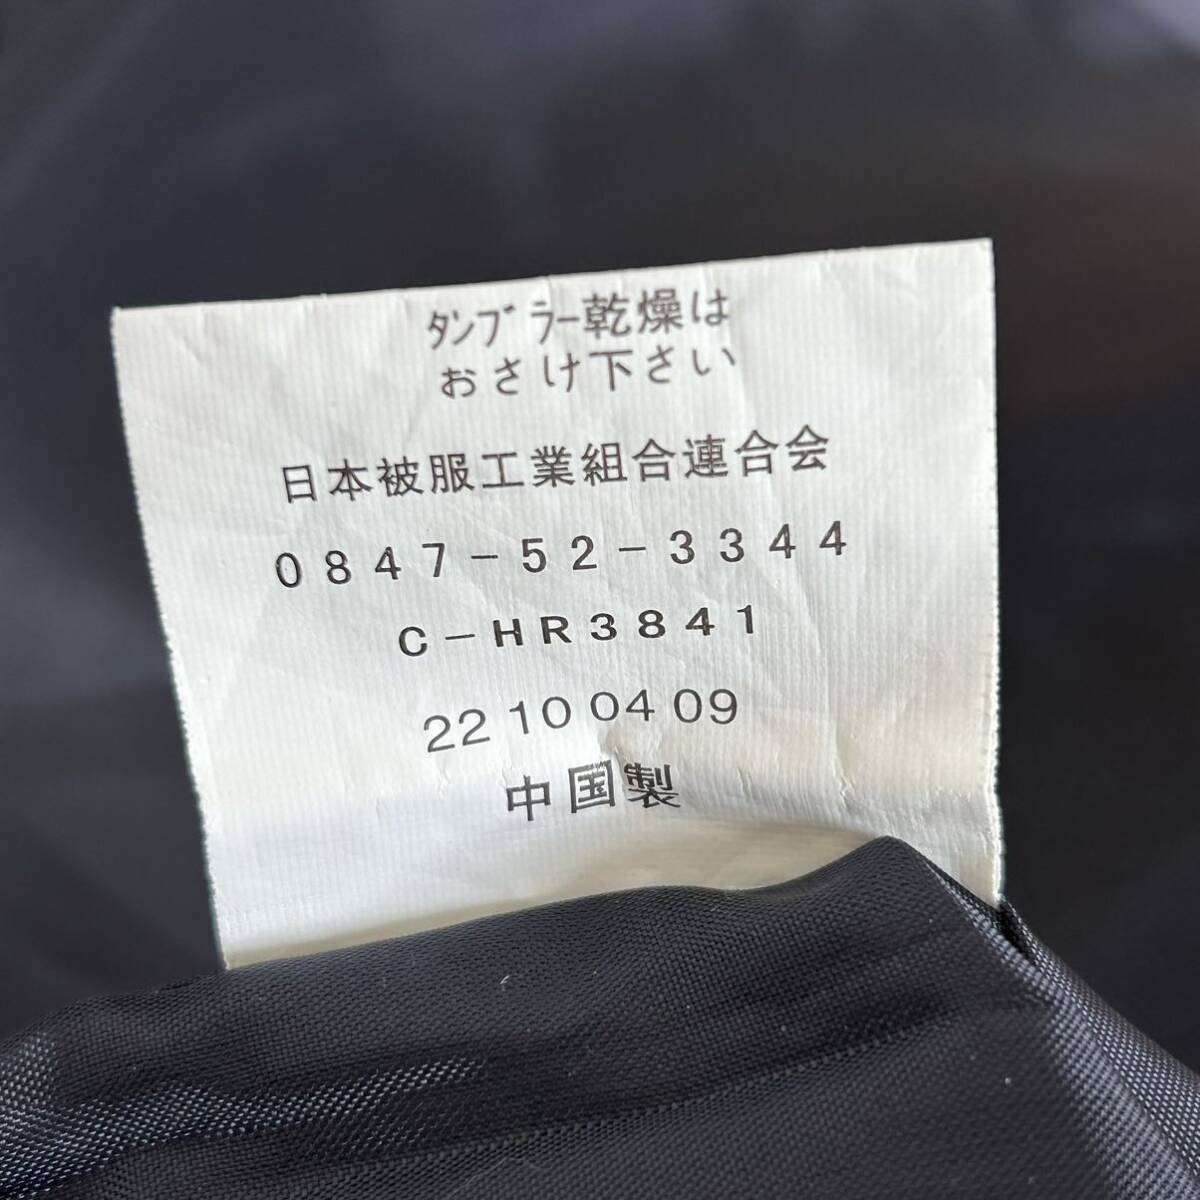 タンブラー乾燥は
おさけ下さい
日本被服工業組合連合会
0847-52-3344
C-HR3841
22 10 04 09
中国製